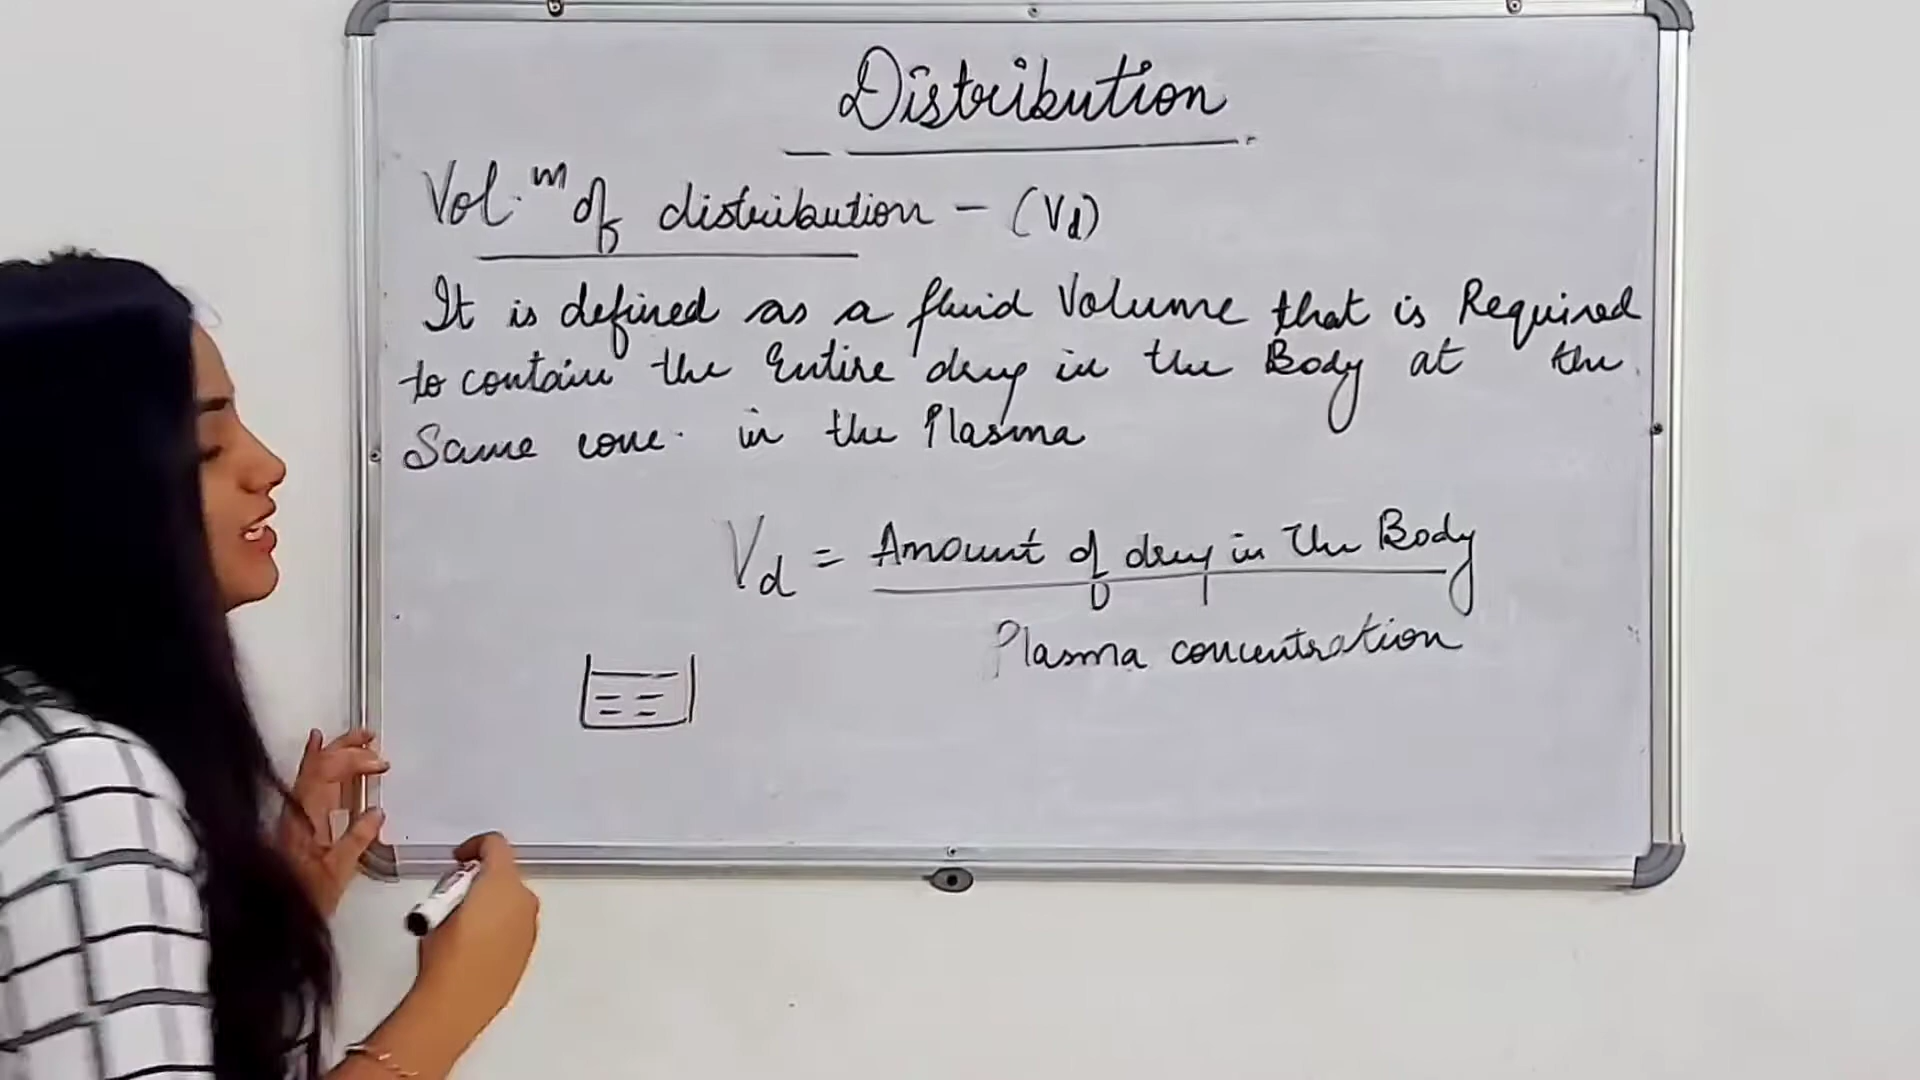 Distribution
Vol.m of distribution - (Vd)
It is defined as a fluid Volume that is Required
to contain the Entire drug in the Body at the
Same conc. in the Plasma
Vd = Amount of drug in the Body
Plasma concentration